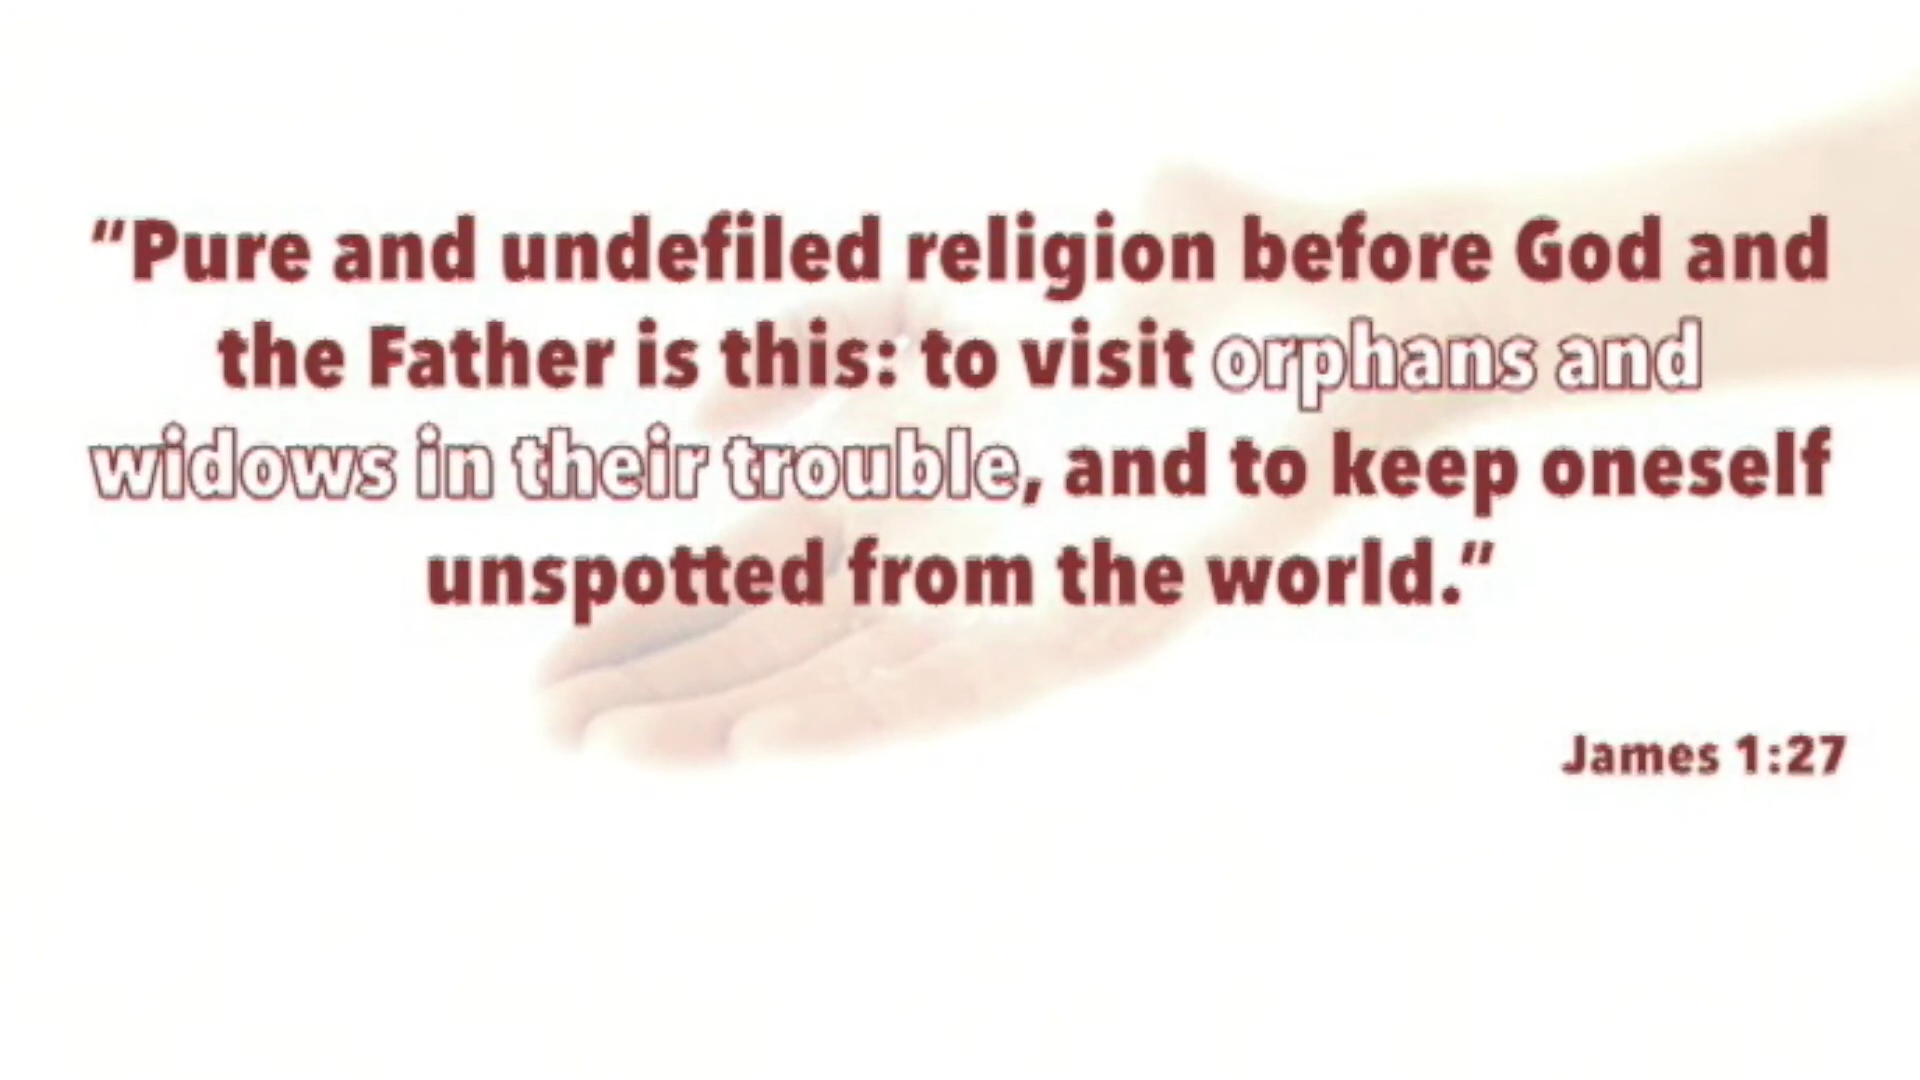 “Pure and undefiled religion before God and
the Father is this: to visit orphans and
widows in their trouble, and to keep oneself
unspotted from the world.”
James 1:27